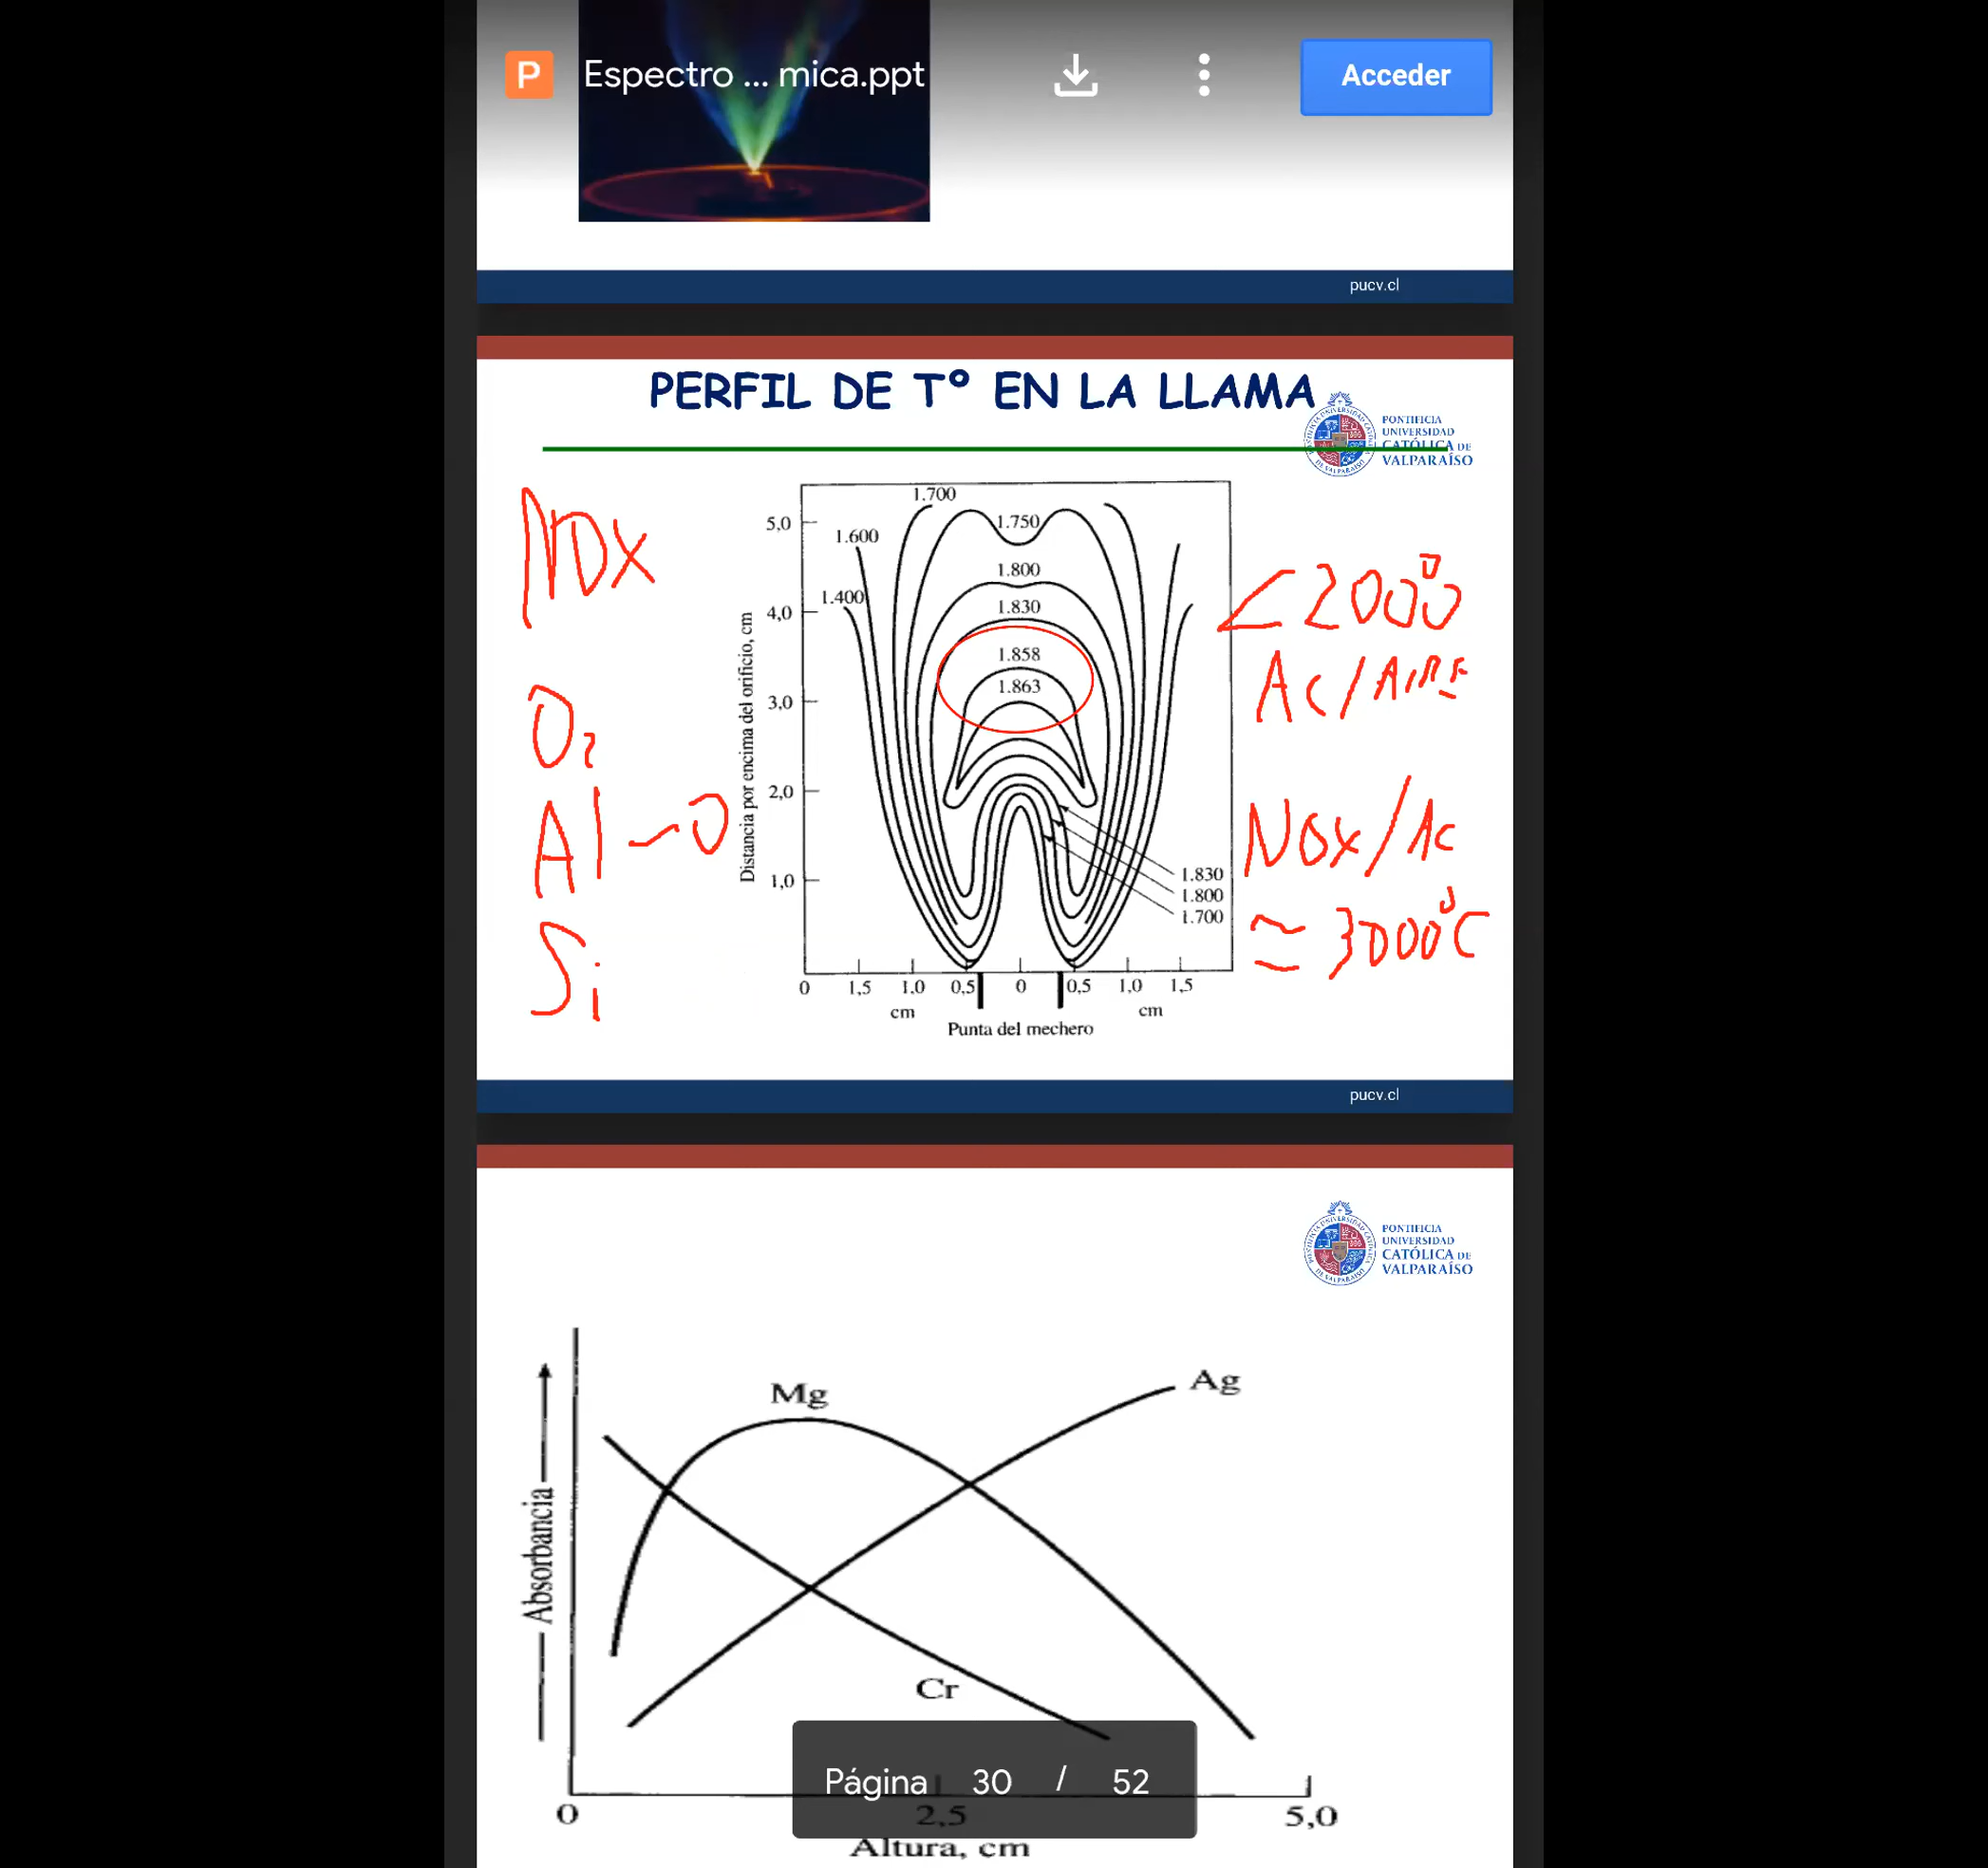 P Espectro ... mica.ppt Acceder
pucv.cl
PERFIL DE Tº EN LA LLAMA
PONTIFICIA
UNIVERSIDAD
CATÓLICA DE
VALPARAÍSO
NOX
O2
Al-O
Si
Distancia por encima del orificio, cm
5,0
4,0
3,0
2,0
1,0
1.700
1.750
1.600
1.800
1.400
1.830
1.858
1.863
1.830
1.800
1.700
0 1,5 1.0 0,5 0 0,5 1,0 1,5
cm cm
Punta del mechero
<2000°
Ac/AIRE
NOX/Ac
≃ 3000°C
pucv.cl
PONTIFICIA
UNIVERSIDAD
CATÓLICA DE
VALPARAÍSO
Absorbancia
Mg
Ag
Cr
Página 30 / 52
0 2,5 5,0
Altura, cm